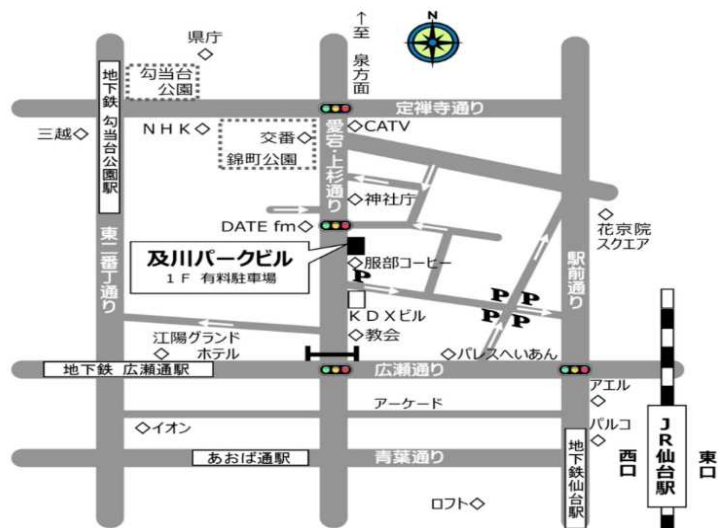 ↑至 泉方面
N
県庁
勾当台
公園
地下鉄 勾当台公園駅
定禅寺通り
三越
NHK
交番
錦町公園
CATV
愛宕・上杉通り
神社庁
DATE fm
花京院
スクエア
東二番丁通り
及川パークビル
1F 有料駐車場
服部コーヒー
駅前通り
P
P P
P P
KDXビル
教会
江陽グランド
ホテル
パレスへいあん
地下鉄 広瀬通駅
広瀬通り
アエル
アーケード
イオン
パルコ
JR仙台駅
西口
東口
あおば通駅
青葉通り
地下鉄仙台駅
ロフト